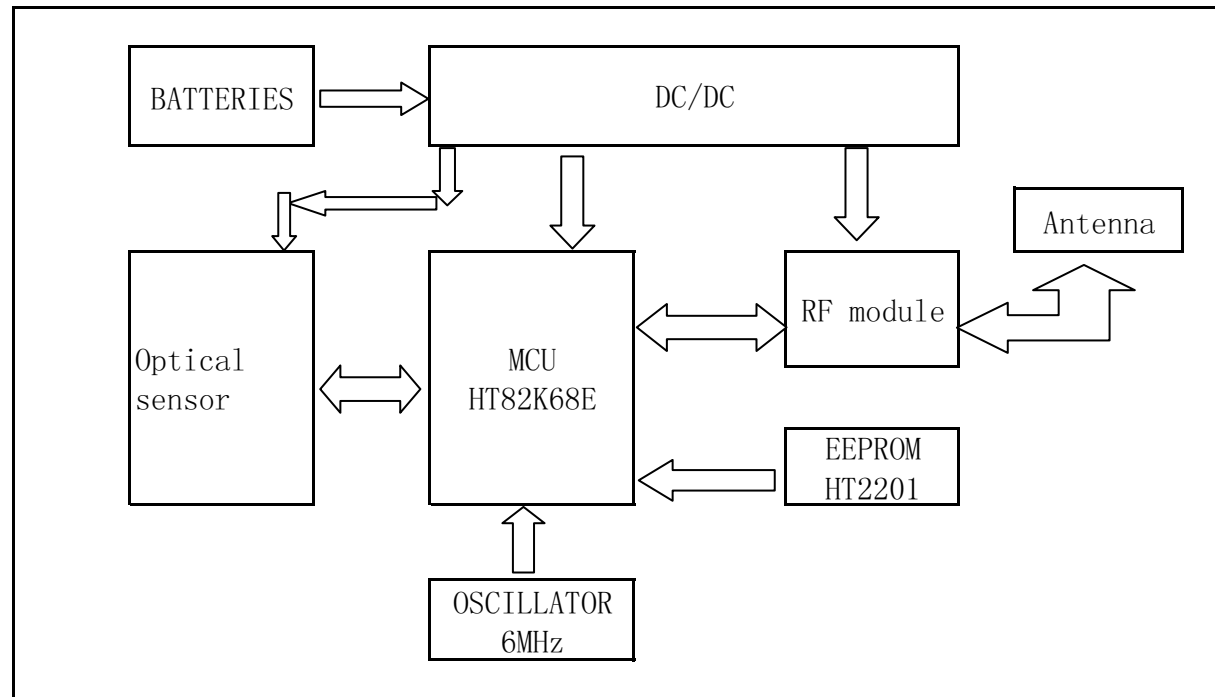 BATTERIES
DC/DC
Antenna
Optical
sensor
MCU
HT82K68E
RF module
EEPROM
HT2201
OSCILLATOR
6MHz